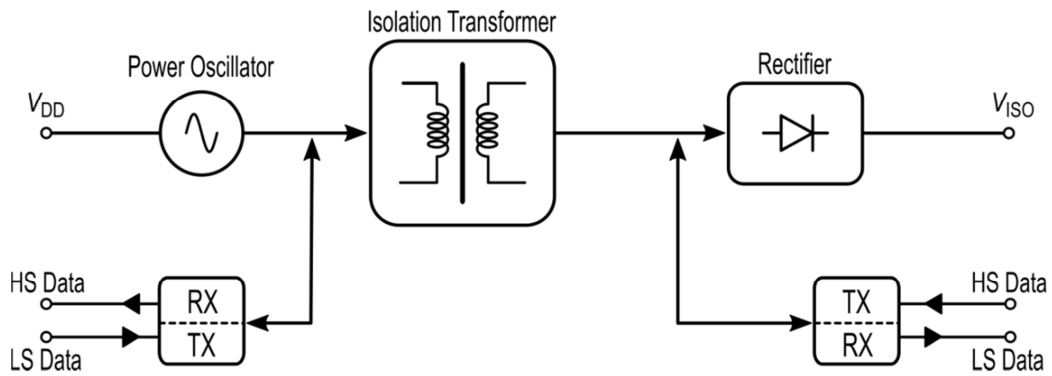 Isolation Transformer
Power Oscillator
Rectifier
VDD
VISO
HS Data
RX
TX
HS Data
LS Data
TX
RX
LS Data